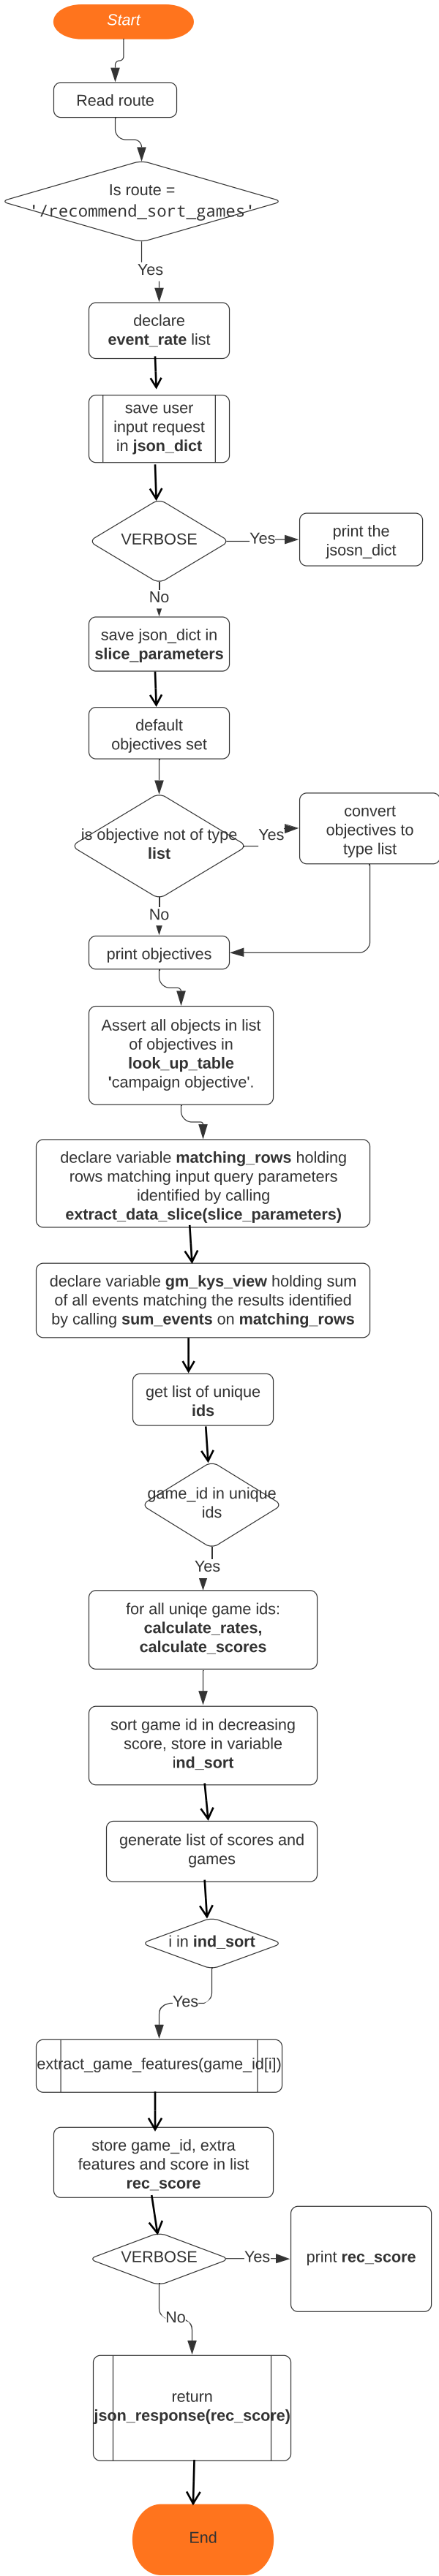 Start
Read route
Is route =
'/recommend_sort_games'
Yes
declare
event_rate list
save user
input request
in json_dict
VERBOSE
Yes
print the
jsosn_dict
No
save json_dict in
slice_parameters
default
objectives set
is objective not of type
list
Yes
convert
objectives to
type list
No
print objectives
Assert all objects in list
of objectives in
look_up_table
'campaign objective'.
declare variable matching_rows holding
rows matching input query parameters
identified by calling
extract_data_slice(slice_parameters)
declare variable gm_kys_view holding sum
of all events matching the results identified
by calling sum_events on matching_rows
get list of unique
ids
game_id in unique
ids
Yes
for all uniqe game ids:
calculate_rates,
calculate_scores
sort game id in decreasing
score, store in variable
ind_sort
generate list of scores and
games
i in ind_sort
Yes
extract_game_features(game_id[i])
store game_id, extra
features and score in list
rec_score
VERBOSE
Yes
print rec_score
No
return
json_response(rec_score)
End